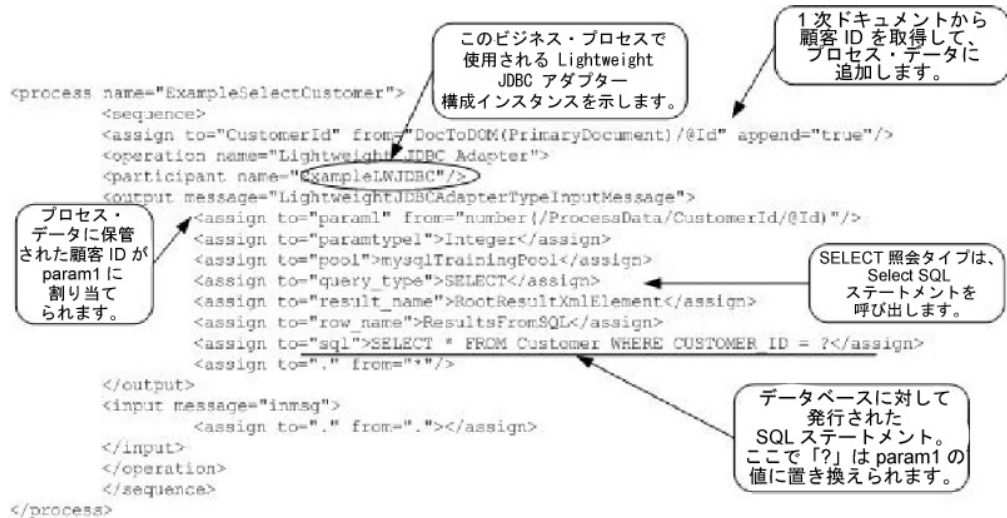 このビジネス・プロセスで
使用される Lightweight
JDBC アダプター
構成インスタンスを示します。
1 次ドキュメントから
顧客 ID を取得して、
プロセス・データに
追加します。
<process name="ExampleSelectCustomer">
<sequence>
<assign to="CustomerId" from="DocToDOM(PrimaryDocument)/@Id" append="true"/>
<operation name="Lightweight JDBC Adapter">
<participant name="ExampleLWJDBC"/>
<output message="LightweightJDBCAdapterTypeInputMessage">
<assign to="param1" from="number(/ProcessData/CustomerId/@Id)"/>
<assign to="paramtype1">Integer</assign>
<assign to="pool">mysqlTrainingPool</assign>
<assign to="query_type">SELECT</assign>
<assign to="result_name">RootResultXmlElement</assign>
<assign to="row_name">ResultsFromSQL</assign>
<assign to="sql">SELECT * FROM Customer WHERE CUSTOMER_ID = ?</assign>
<assign to="." from="*"/>
</output>
<input message="inmsg">
<assign to="." from="."></assign>
</input>
</operation>
</sequence>
</process>
プロセス・
データに保管
された顧客 ID が
param1 に
割り当て
られます。
SELECT 照会タイプは、
Select SQL
ステートメントを
呼び出します。
データベースに対して
発行された
SQL ステートメント。
ここで「?」は param1 の
値に置き換えられます。